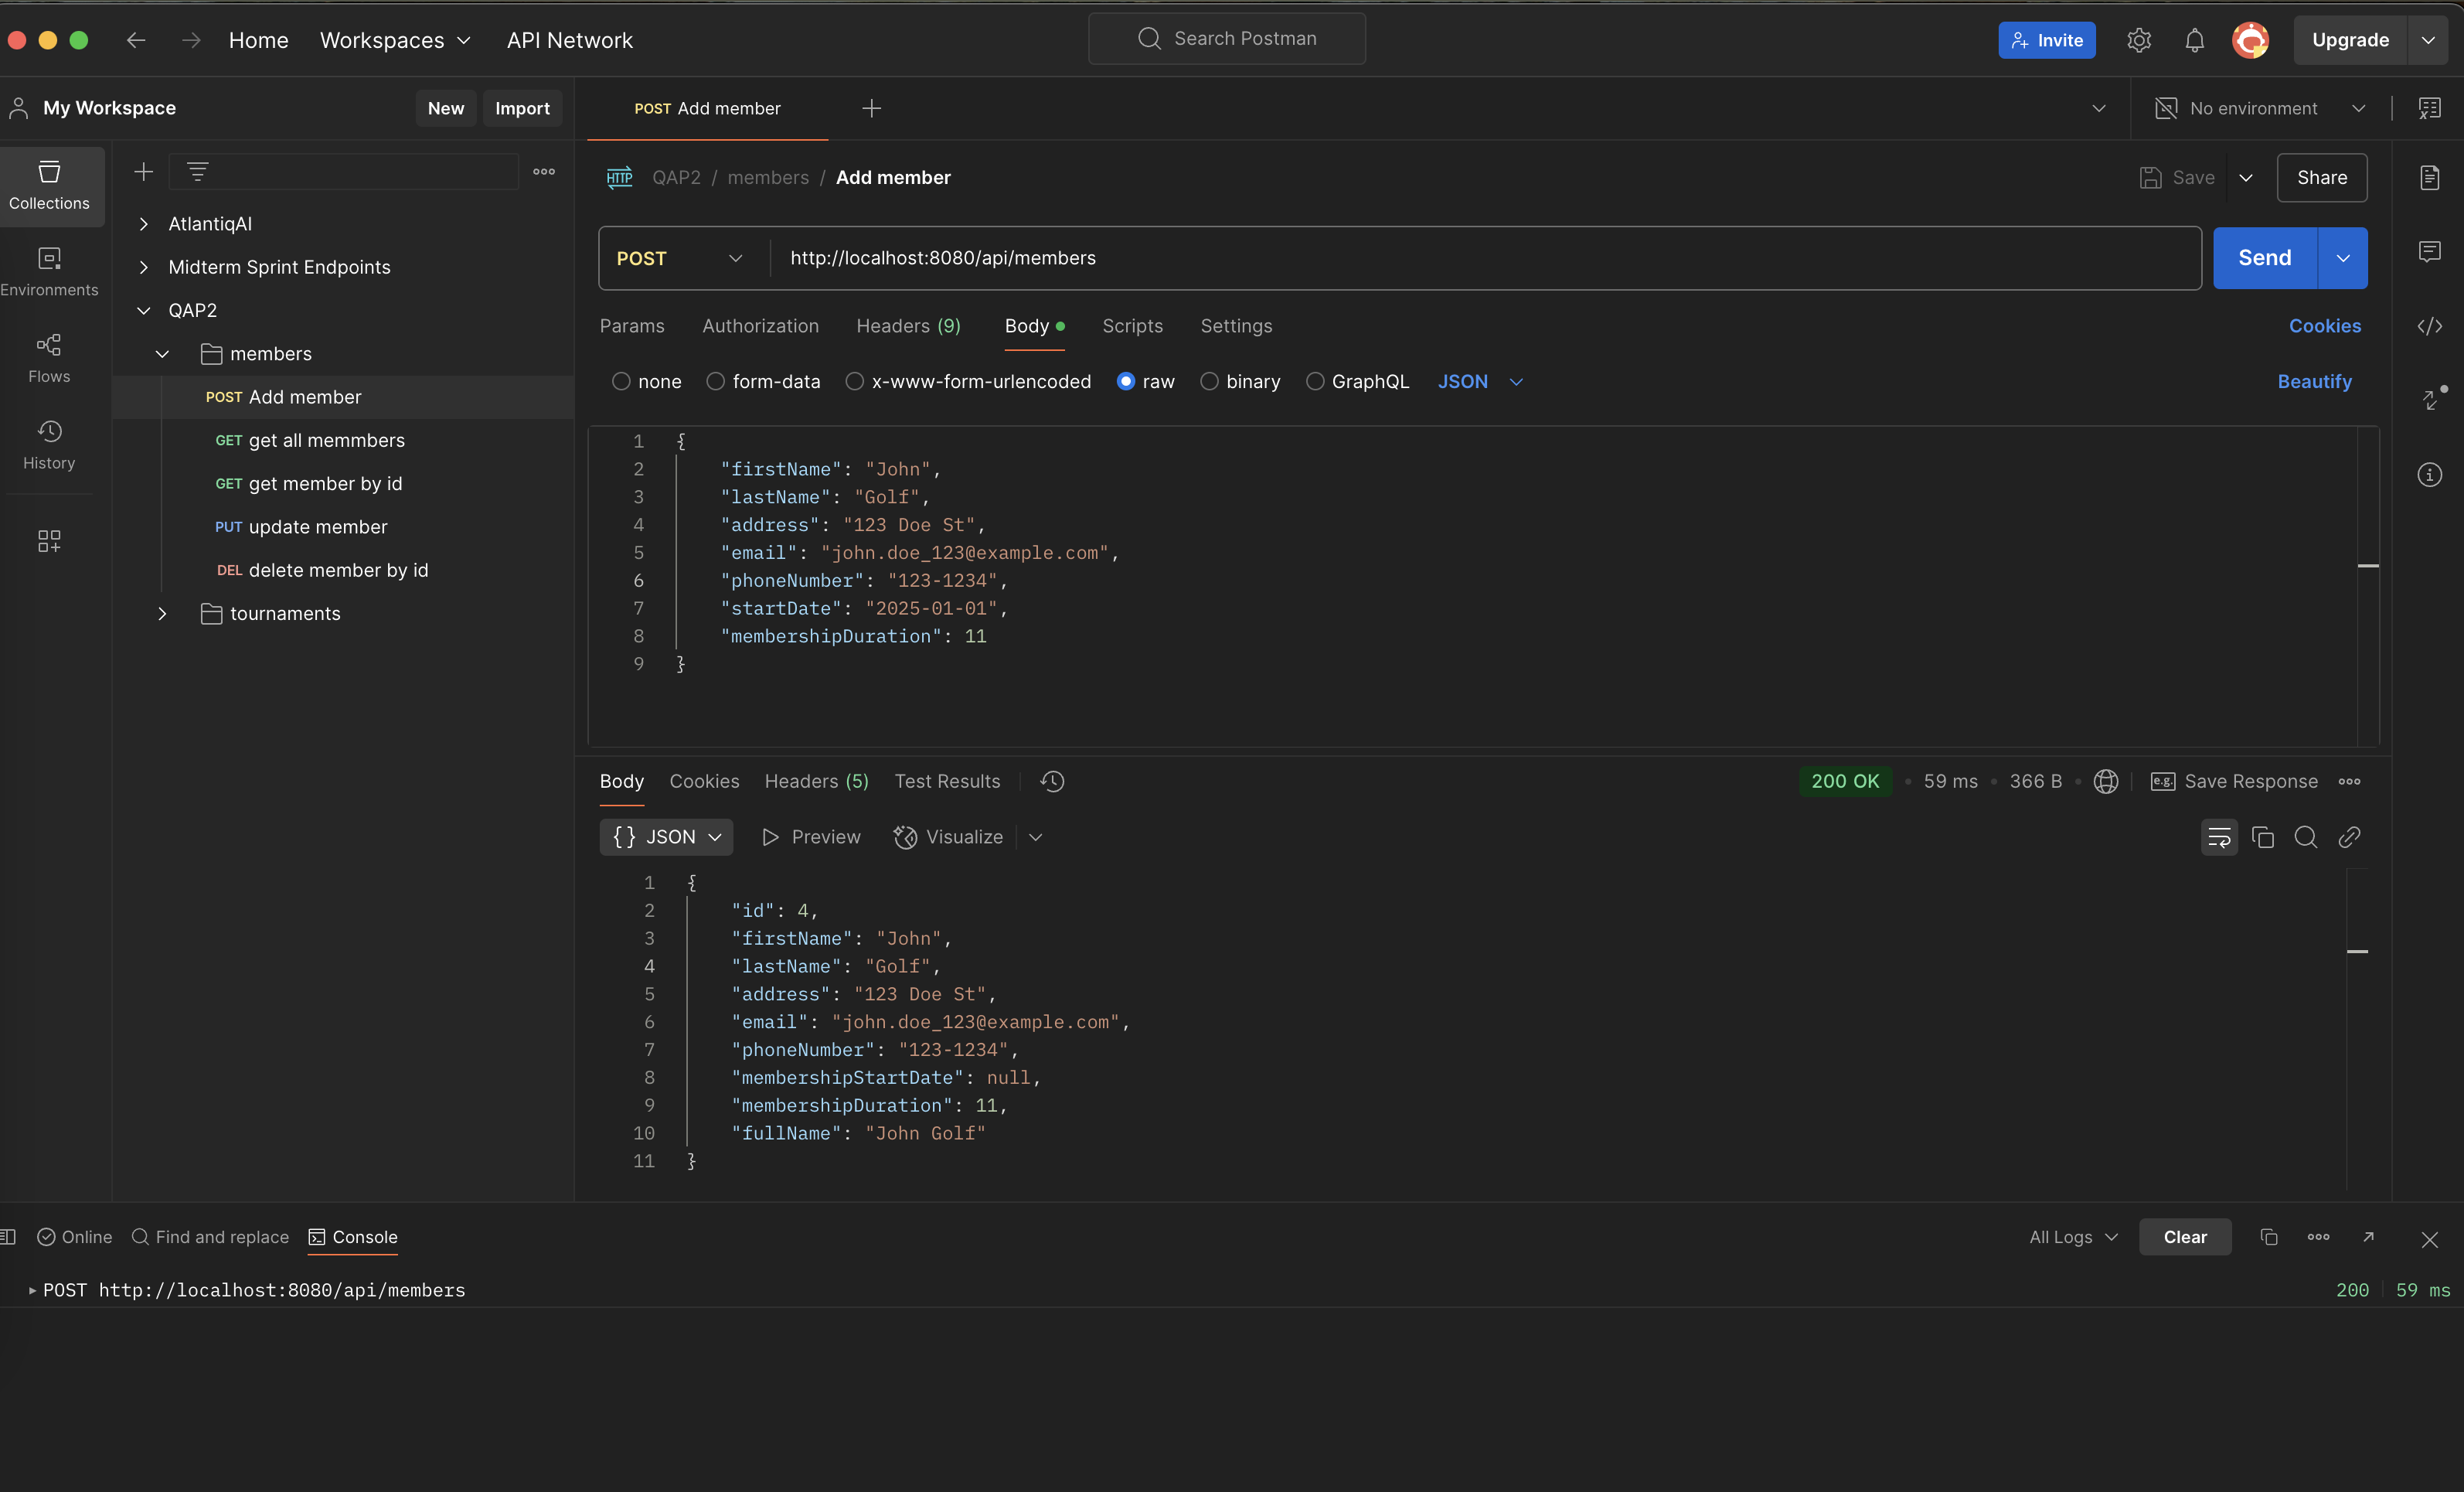 Home Workspaces API Network Search Postman Invite Upgrade
My Workspace New Import POST Add member No environment
Collections
Environments
Flows
History
AtlantiqAI
Midterm Sprint Endpoints
QAP2
members
POST Add member
GET get all memmbers
GET get member by id
PUT update member
DEL delete member by id
tournaments
HTTP QAP2 / members / Add member Save Share
POST http://localhost:8080/api/members Send
Params Authorization Headers (9) Body Scripts Settings Cookies
none form-data x-www-form-urlencoded raw binary GraphQL JSON Beautify
1 {
2 "firstName": "John",
3 "lastName": "Golf",
4 "address": "123 Doe St",
5 "email": "john.doe_123@example.com",
6 "phoneNumber": "123-1234",
7 "startDate": "2025-01-01",
8 "membershipDuration": 11
9 }
Body Cookies Headers (5) Test Results 200 OK • 59 ms • 366 B • e.g. Save Response
{} JSON Preview Visualize
1 {
2 "id": 4,
3 "firstName": "John",
4 "lastName": "Golf",
5 "address": "123 Doe St",
6 "email": "john.doe_123@example.com",
7 "phoneNumber": "123-1234",
8 "membershipStartDate": null,
9 "membershipDuration": 11,
10 "fullName": "John Golf"
11 }
Online Find and replace Console All Logs Clear
POST http://localhost:8080/api/members 200 59 ms